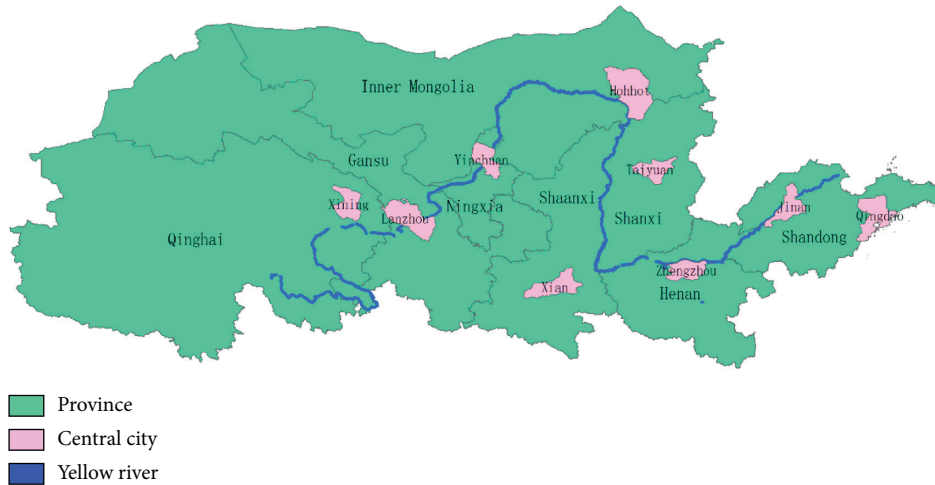 Inner Mongolia
Hohhot
Gansu
Yinchuan
Taiyuan
Xining
Lanzhou
Ningxia
Shaanxi
Shanxi
Jinan
Qingdao
Qinghai
Shandong
Xian
Zhengzhou
Henan
Province
Central city
Yellow river